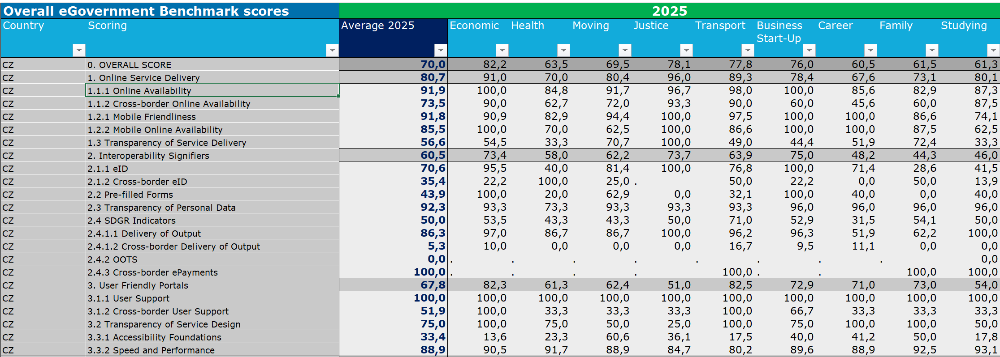 Overall eGovernment Benchmark scores 2025
Country Scoring Average 2025 Economic Health Moving Justice Transport Business Start-Up Career Family Studying
CZ 0. OVERALL SCORE 70,0 82,2 63,5 69,5 78,1 77,8 76,0 60,5 61,5 61,3
CZ 1. Online Service Delivery 80,7 91,0 70,0 80,4 96,0 89,3 78,4 67,6 73,1 80,1
CZ 1.1.1 Online Availability 91,9 100,0 84,8 91,7 96,7 98,0 100,0 85,6 82,9 87,3
CZ 1.1.2 Cross-border Online Availability 73,5 90,0 62,7 72,0 93,3 90,0 60,0 45,6 60,0 87,5
CZ 1.2.1 Mobile Friendliness 91,8 90,9 82,9 94,4 100,0 97,5 100,0 100,0 86,6 74,1
CZ 1.2.2 Mobile Online Availability 85,5 100,0 70,0 62,5 100,0 86,6 100,0 100,0 87,5 62,5
CZ 1.3 Transparency of Service Delivery 56,6 54,5 33,3 70,7 100,0 49,0 44,4 51,9 72,4 33,3
CZ 2. Interoperability Signifiers 60,5 73,4 58,0 62,2 73,7 63,9 75,0 48,2 44,3 46,0
CZ 2.1.1 eID 70,6 95,5 40,0 81,4 100,0 76,8 100,0 71,4 28,6 41,5
CZ 2.1.2 Cross-border eID 35,4 22,2 100,0 25,0 . 50,0 22,2 0,0 50,0 13,9
CZ 2.2 Pre-filled Forms 43,9 100,0 20,0 62,9 0,0 32,1 100,0 40,0 0,0 40,0
CZ 2.3 Transparency of Personal Data 92,3 93,3 73,3 93,3 93,3 93,3 96,0 96,0 96,0 96,0
CZ 2.4 SDGR Indicators 50,0 53,5 43,3 43,3 50,0 71,0 52,9 31,5 54,1 50,0
CZ 2.4.1.1 Delivery of Output 86,3 97,0 86,7 86,7 100,0 96,2 96,3 51,9 62,2 100,0
CZ 2.4.1.2 Cross-border Delivery of Output 5,3 10,0 0,0 0,0 0,0 16,7 9,5 11,1 0,0 0,0
CZ 2.4.2 OOTS 0,0 . . . . . . . . 0,0
CZ 2.4.3 Cross-border ePayments 100,0 . . . . 100,0 . . 100,0 100,0
CZ 3. User Friendly Portals 67,8 82,3 61,3 62,4 51,0 82,5 72,9 71,0 73,0 54,0
CZ 3.1.1 User Support 100,0 100,0 100,0 100,0 100,0 100,0 100,0 100,0 100,0 100,0
CZ 3.1.2 Cross-border User Support 51,9 100,0 33,3 33,3 33,3 100,0 66,7 33,3 33,3 33,3
CZ 3.2 Transparency of Service Design 75,0 100,0 75,0 50,0 25,0 100,0 75,0 100,0 100,0 50,0
CZ 3.3.1 Accessibility Foundations 33,4 13,6 23,3 60,6 36,1 17,5 40,0 41,2 50,0 17,8
CZ 3.3.2 Speed and Performance 88,9 90,5 91,7 88,9 84,7 80,2 89,6 88,9 92,5 93,1